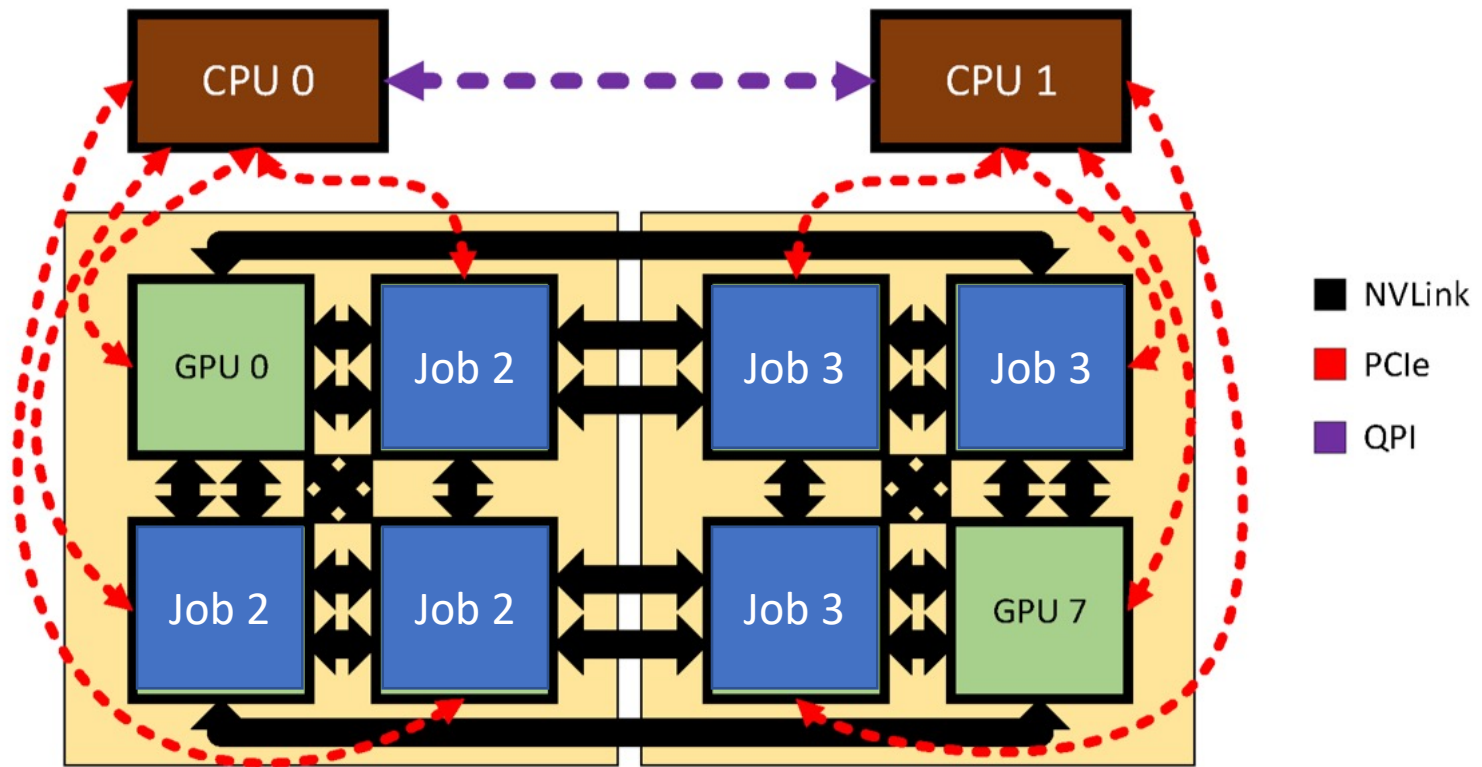 CPU 0
CPU 1
GPU 0
Job 2
Job 3
Job 3
Job 2
Job 2
Job 3
GPU 7
NVLink
PCIe
QPI